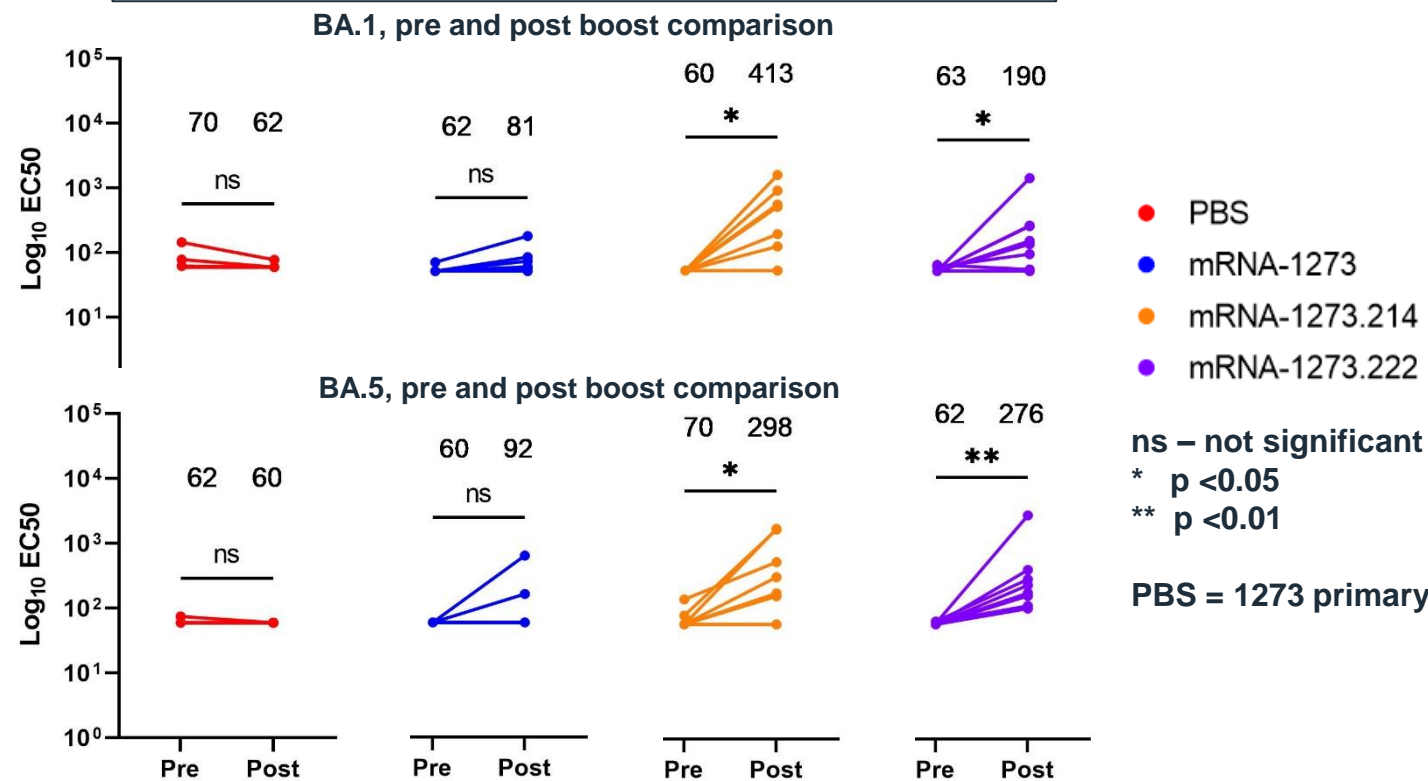 BA.1, pre and post boost comparison
10⁵
10⁴
10³
10²
10¹
Log₁₀ EC50
70 62
ns
62 81
ns
60 413
*
63 190
*
PBS
mRNA-1273
mRNA-1273.214
mRNA-1273.222
BA.5, pre and post boost comparison
10⁵
10⁴
10³
10²
10¹
10⁰
Log₁₀ EC50
62 60
ns
60 92
ns
70 298
*
62 276
**
ns – not significant
* p <0.05
** p <0.01
PBS = 1273 primary
Pre Post
Pre Post
Pre Post
Pre Post